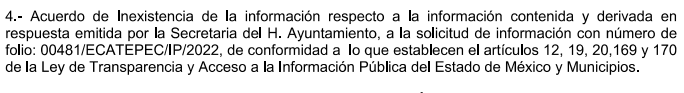 4.- Acuerdo de Inexistencia de la información respecto a la información contenida y derivada en
respuesta emitida por la Secretaria del H. Ayuntamiento, a la solicitud de información con número de
folio: 00481/ECATEPEC/IP/2022, de conformidad a lo que establecen el artículos 12, 19, 20,169 y 170
de la Ley de Transparencia y Acceso a la Información Pública del Estado de México y Municipios.